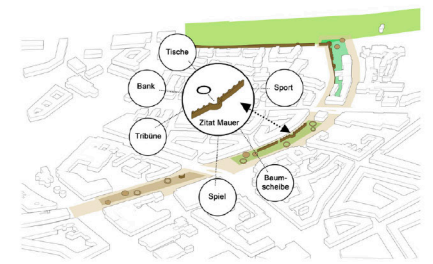 Tische
Bank
Sport
Zitat Mauer
Tribüne
Baum-
scheibe
Spiel